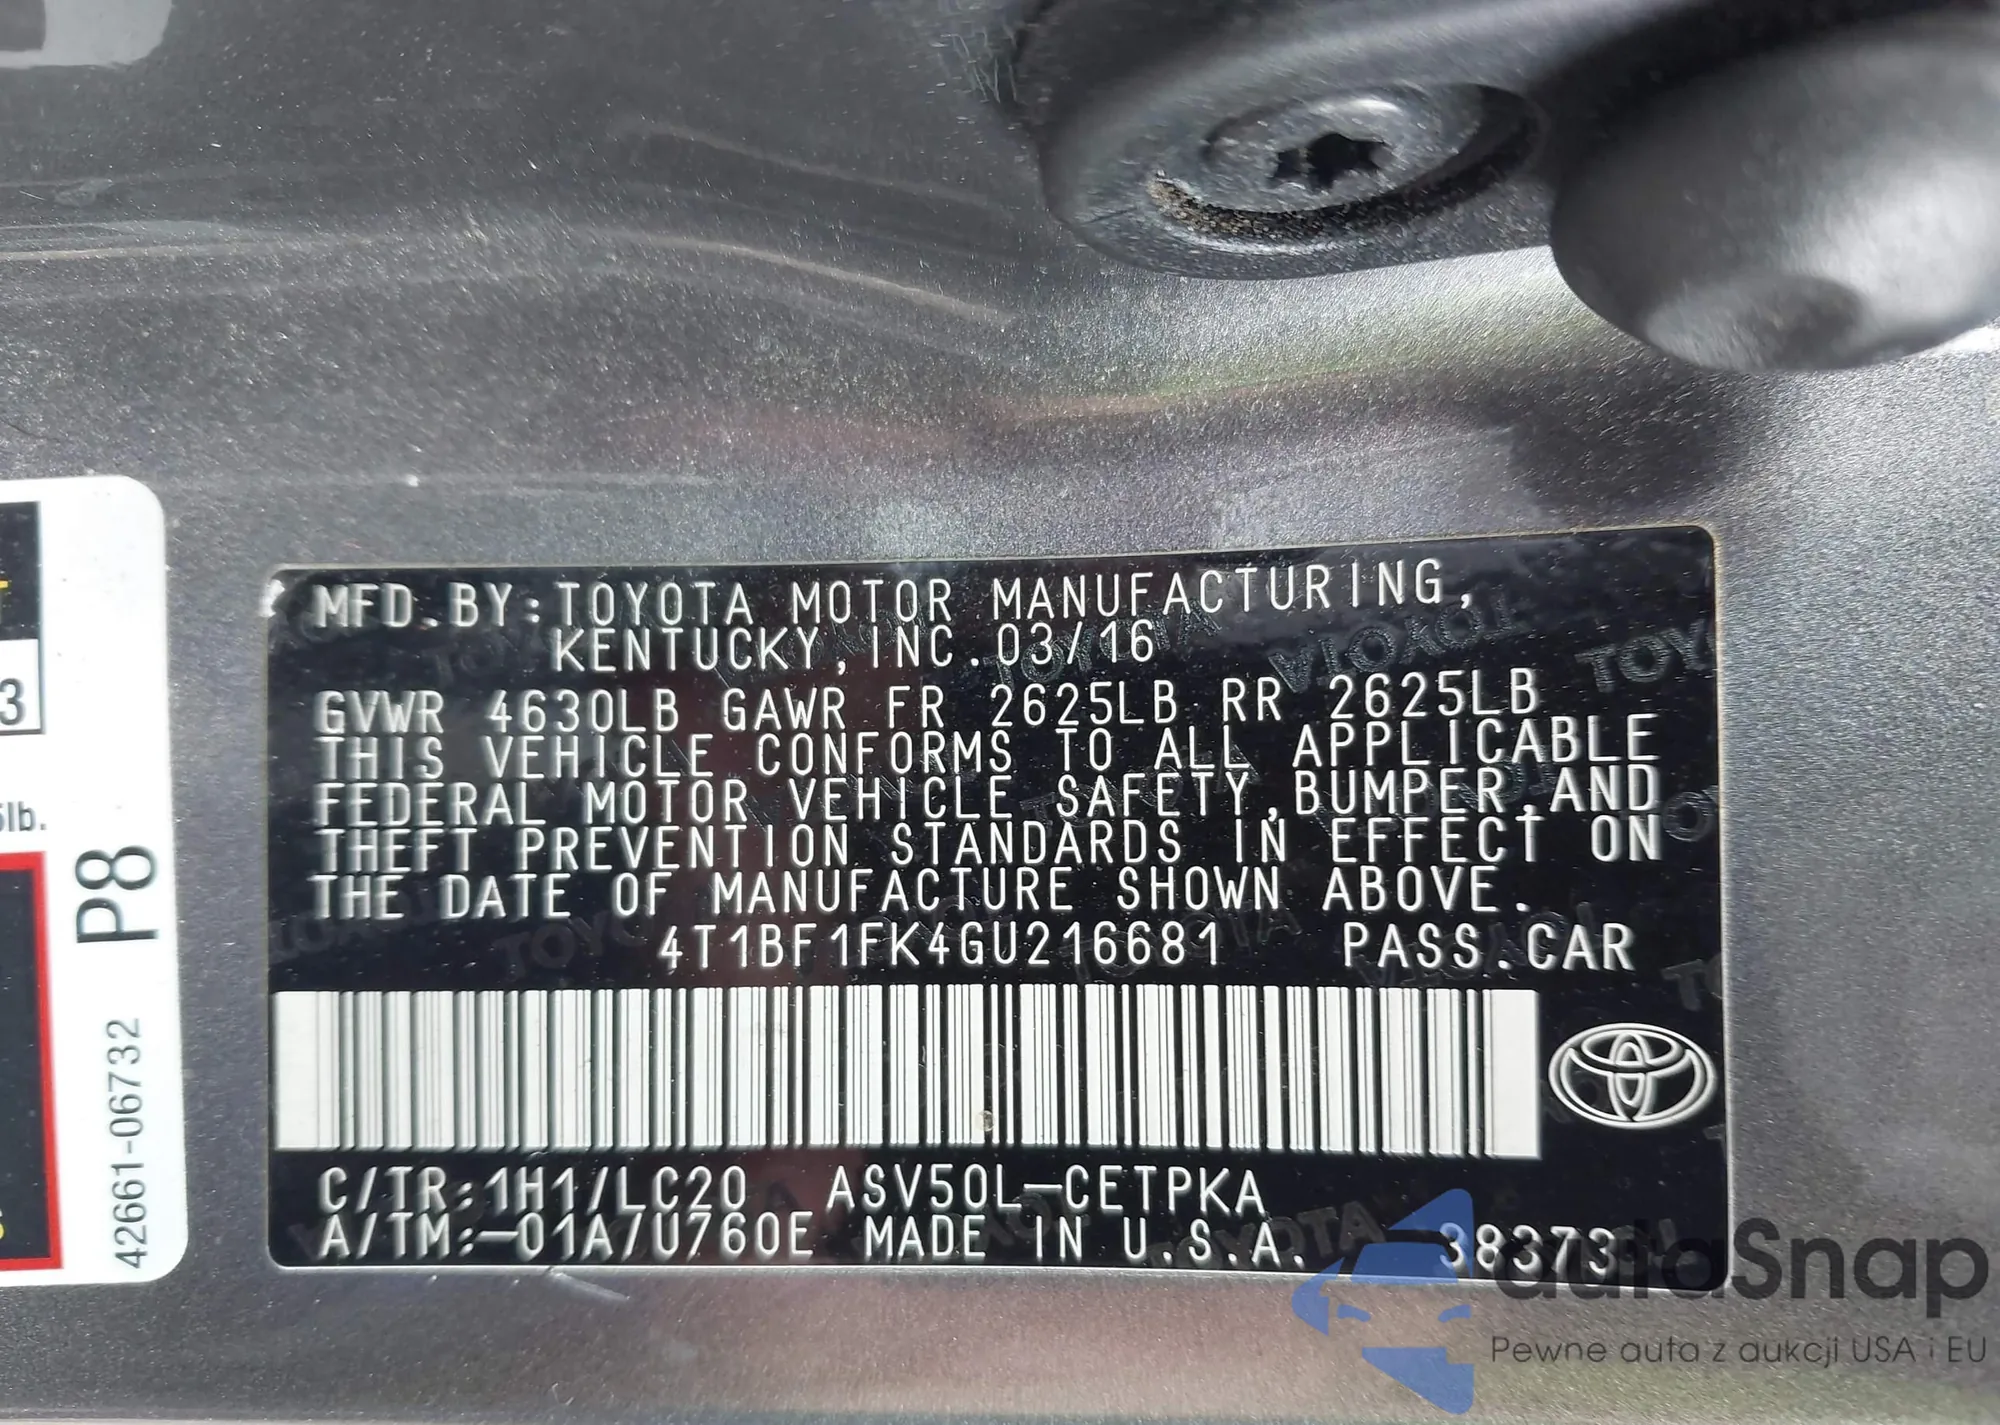 MFD.BY:TOYOTA MOTOR MANUFACTURING,
KENTUCKY,INC.03/16
GVWR 4630LB GAWR FR 2625LB RR 2625LB
THIS VEHICLE CONFORMS TO ALL APPLICABLE
FEDERAL MOTOR VEHICLE SAFETY,BUMPER,AND
THEFT PREVENTION STANDARDS IN EFFECT ON
THE DATE OF MANUFACTURE SHOWN ABOVE.
4T1BF1FK4GU216681 PASS.CAR
C/TR:1H1/LC20 ASV50L-CETPKA
A/TM:-01A/U760E MADE IN U.S.A. 38373
3
5lb.
P8
42661-06732
autoSnap
Pewne auta z aukcji USA i EU